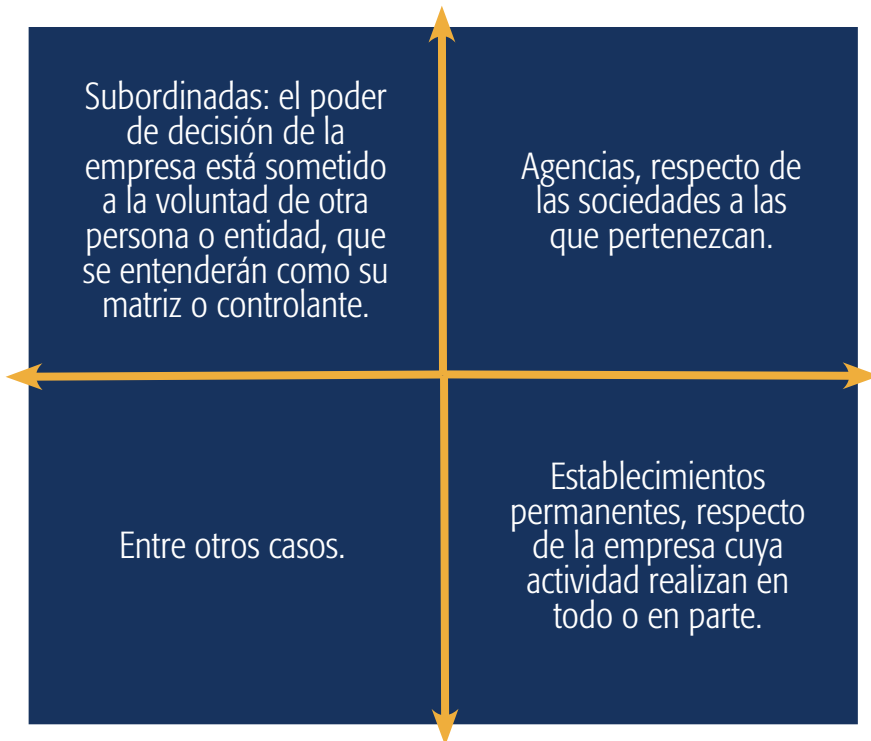 Subordinadas: el poder
de decisión de la
empresa está sometido
a la voluntad de otra
persona o entidad, que
se entenderán como su
matriz o controlante.
Agencias, respecto de
las sociedades a las
que pertenezcan.
Entre otros casos.
Establecimientos
permanentes, respecto
de la empresa cuya
actividad realizan en
todo o en parte.